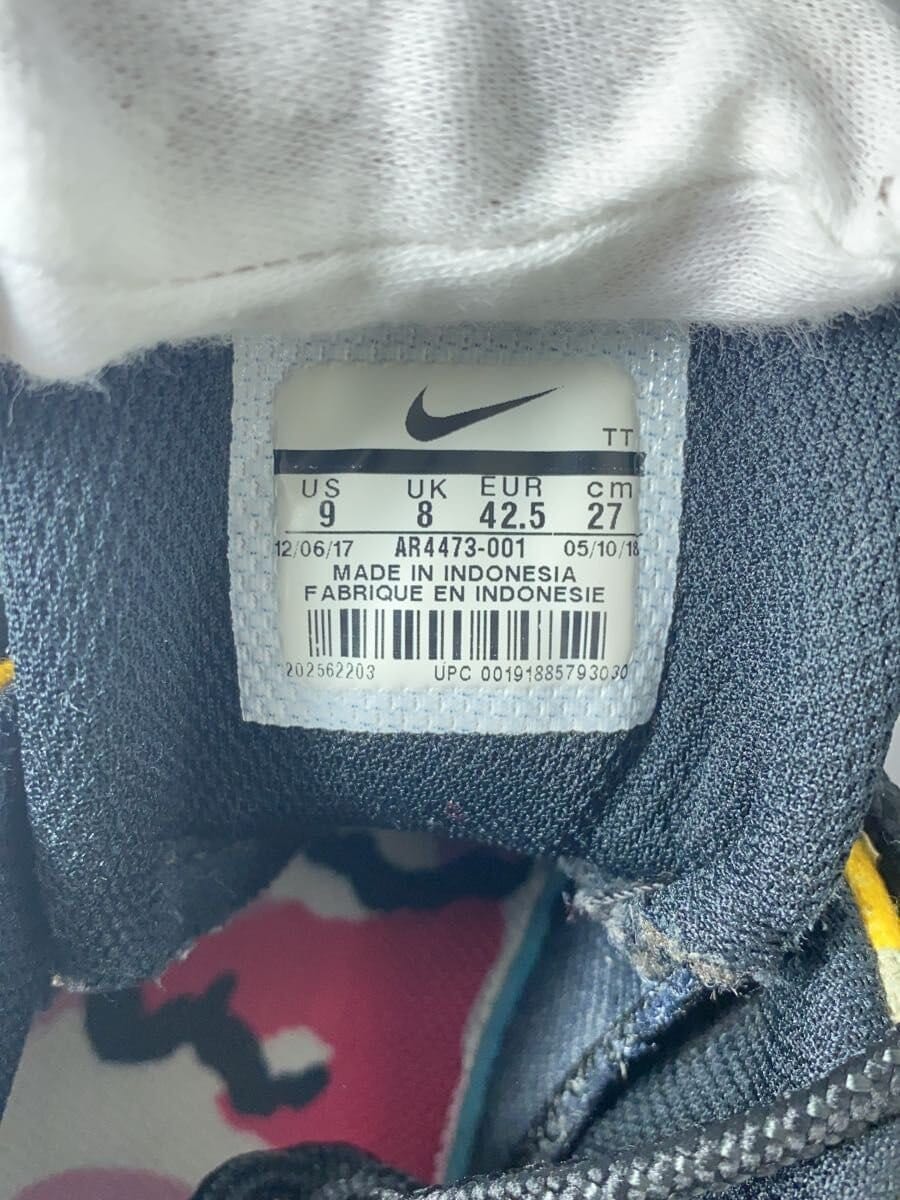 TT
US UK EUR cm
9 8 42.5 27
12/06/17 AR4473-001 05/10/18
MADE IN INDONESIA
FABRIQUE EN INDONESIE
202562203 UPC 00191885793030